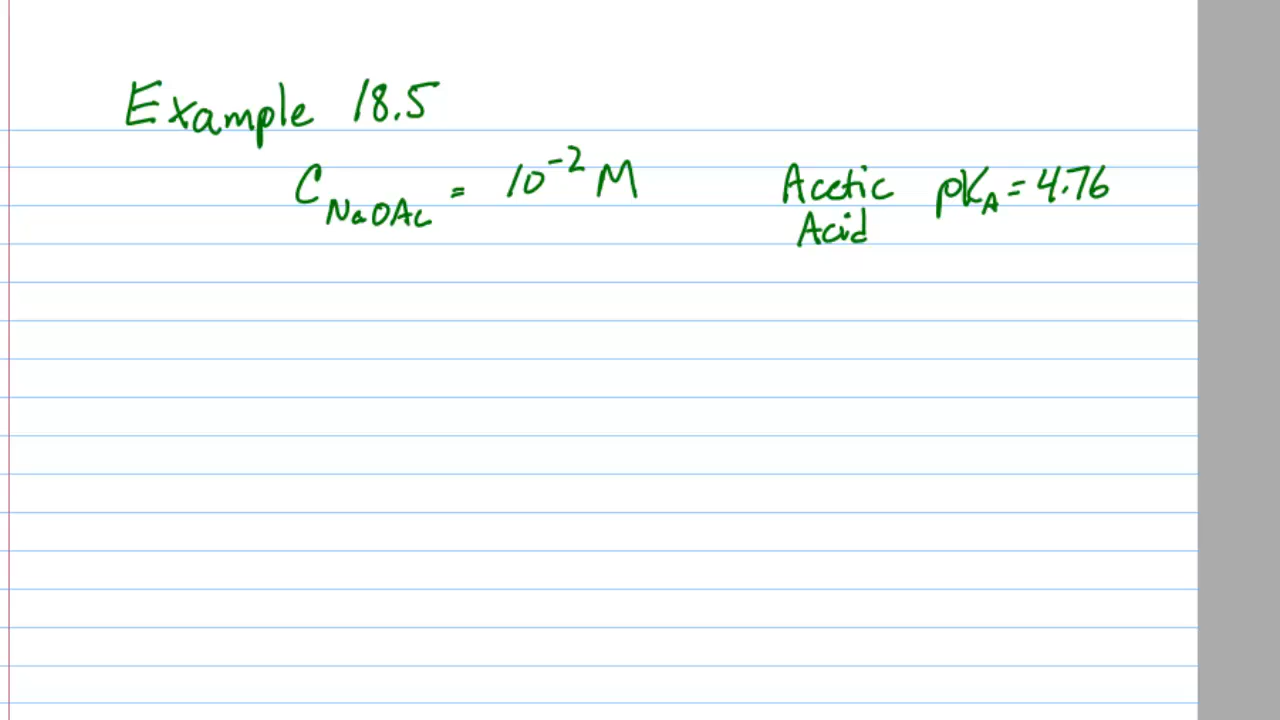 Example 18.5
C_NaOAc = 10^-2 M Acetic pK_A = 4.76
Acid